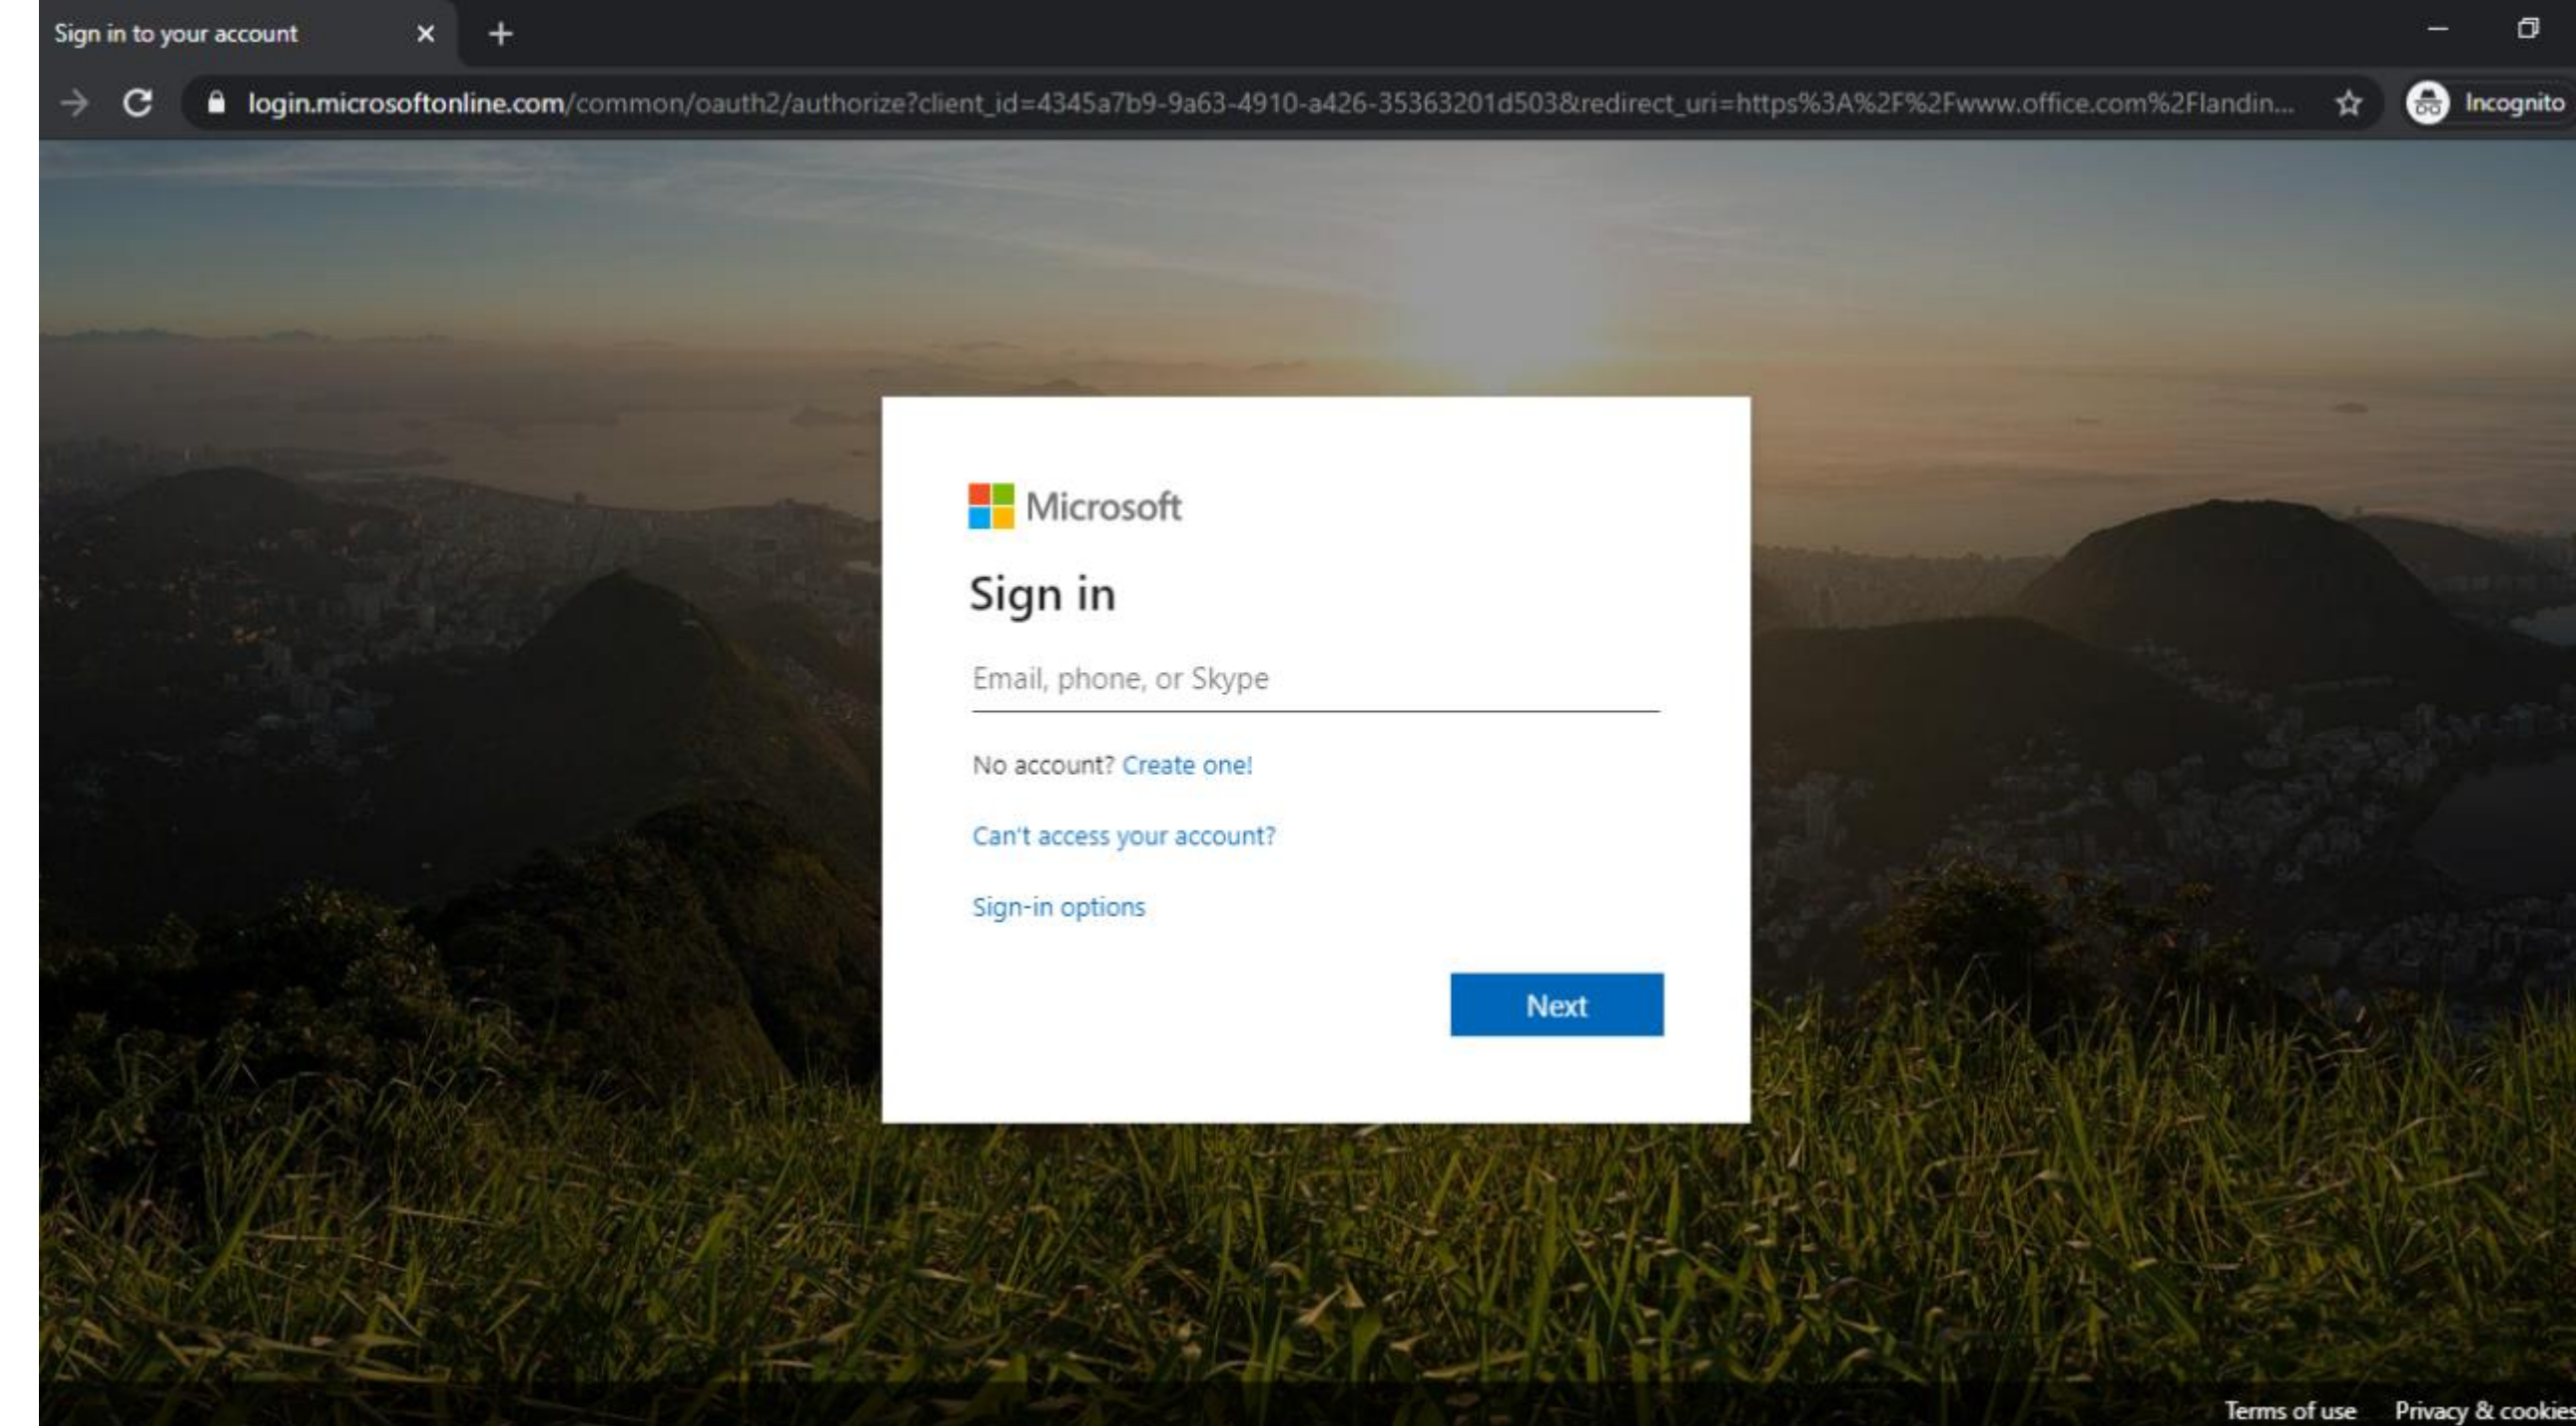 Sign in to your account
login.microsoftonline.com/common/oauth2/authorize?client_id=4345a7b9-9a63-4910-a426-35363201d503&redirect_uri=https%3A%2F%2Fwww.office.com%2Flandin...
Incognito
Microsoft
Sign in
Email, phone, or Skype
No account? Create one!
Can't access your account?
Sign-in options
Next
Terms of use Privacy & cookies